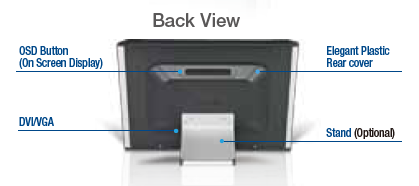 Back View
OSD Button
(On Screen Display)
Elegant Plastic
Rear cover
DVI/VGA
Stand (Optional)